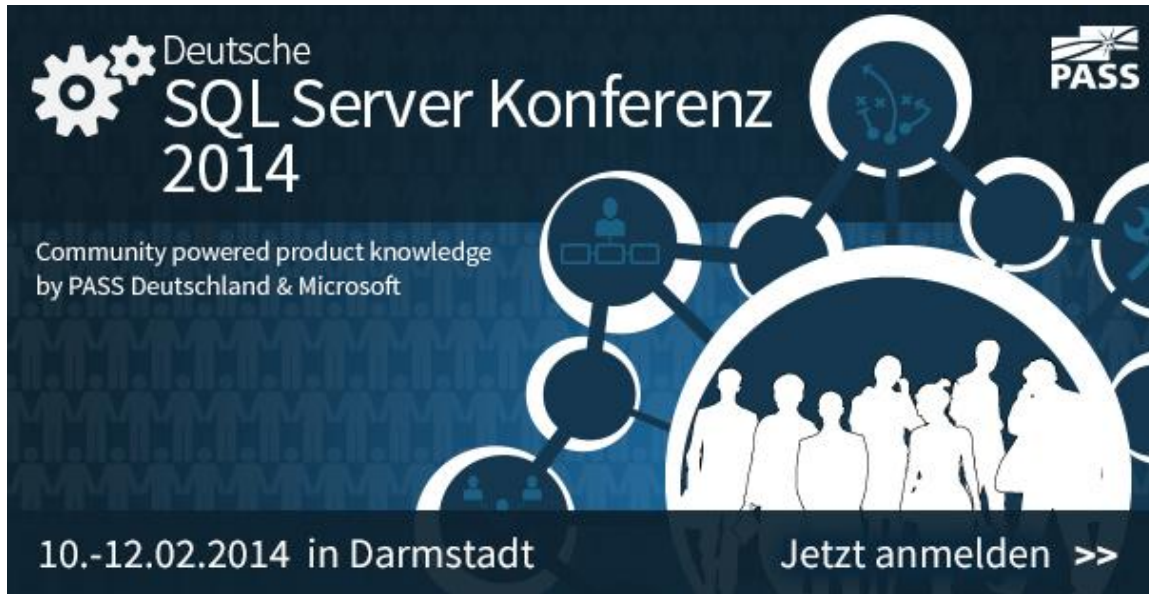 Deutsche
SQL Server Konferenz
2014
PASS
Community powered product knowledge
by PASS Deutschland & Microsoft
10.-12.02.2014 in Darmstadt
Jetzt anmelden >>